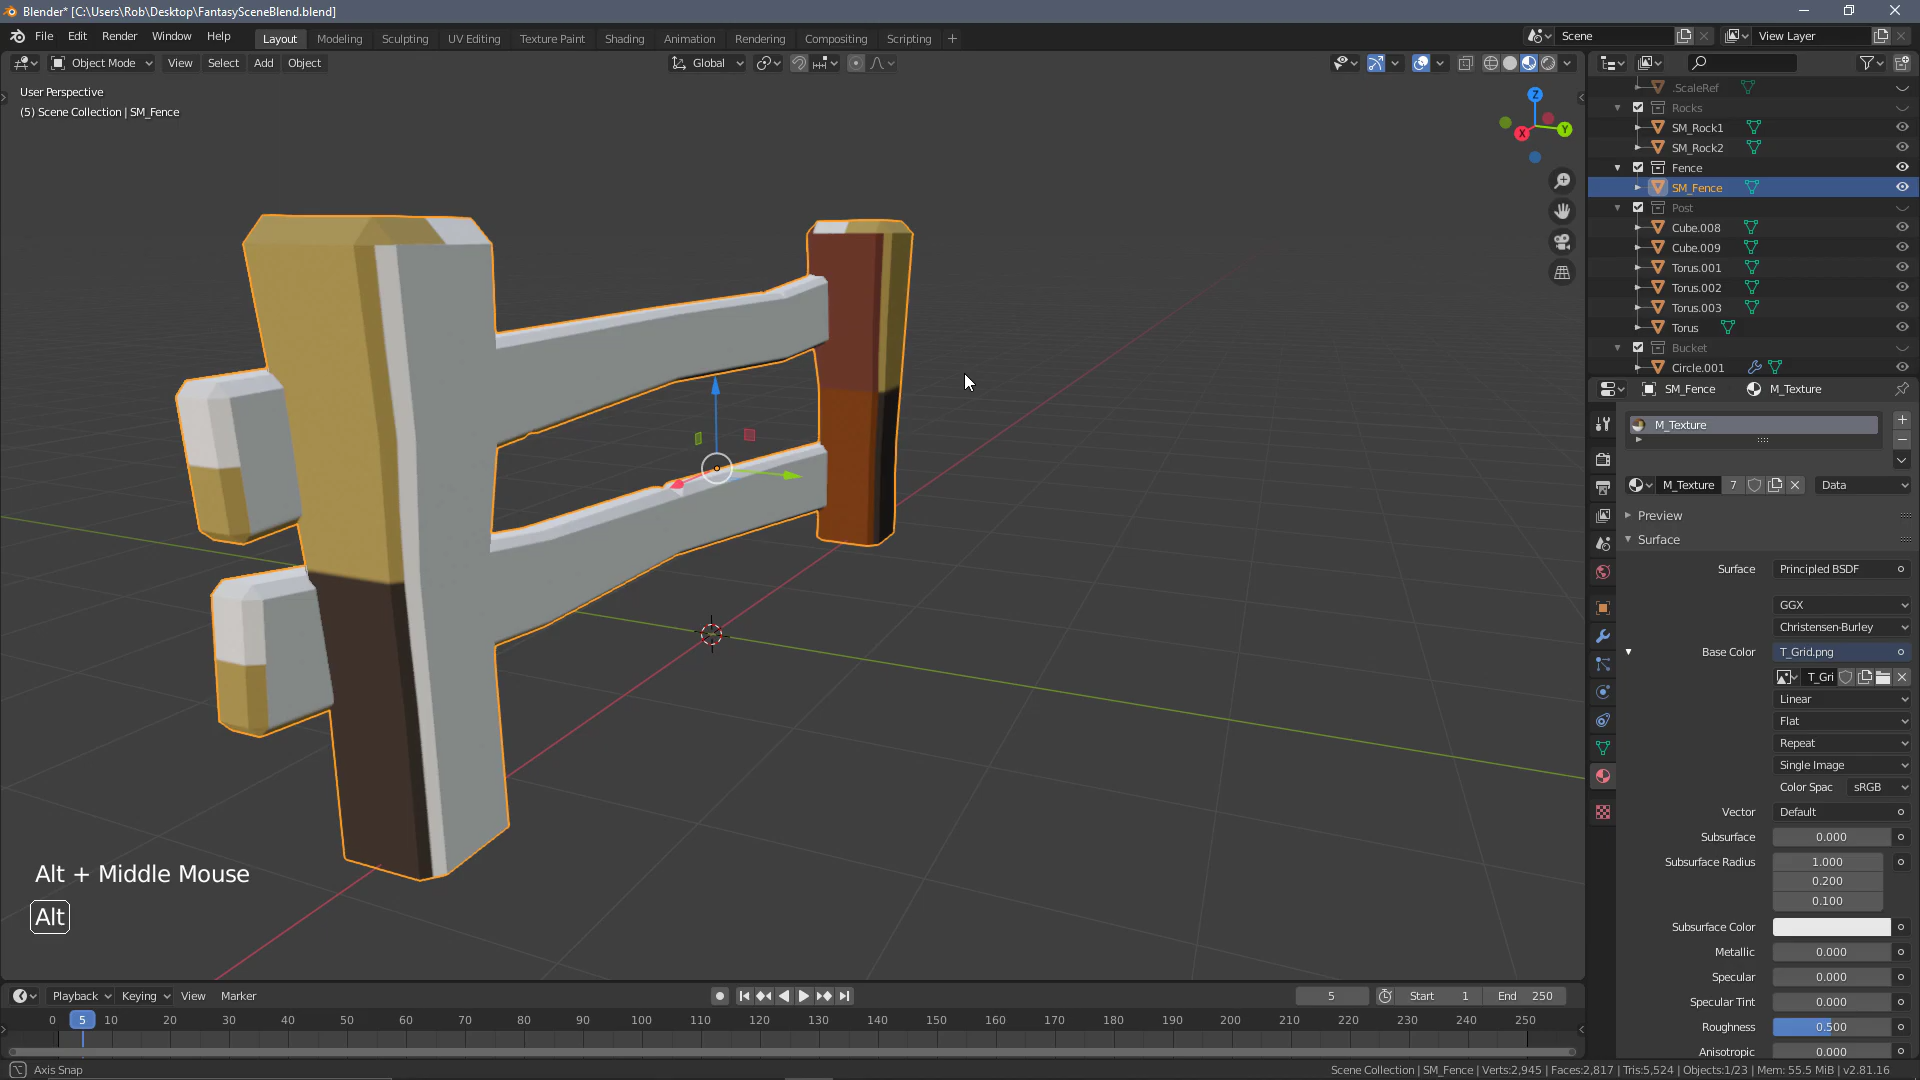 Blender* [C:\Users\Rob\Desktop\FantasySceneBlend.blend]
File Edit Render Window Help Layout Modeling Sculpting UV Editing Texture Paint Shading Animation Rendering Compositing Scripting + Scene View Layer
Object Mode View Select Add Object Global
User Perspective
(5) Scene Collection | SM_Fence
Z
Y
X
.ScaleRef
Rocks
SM_Rock1
SM_Rock2
Fence
SM_Fence
Post
Cube.008
Cube.009
Torus.001
Torus.002
Torus.003
Torus
Bucket
Circle.001
SM_Fence M_Texture
M_Texture
M_Texture 7 Data
Preview
Surface
Surface Principled BSDF
GGX
Christensen-Burley
Base Color T_Grid.png
T_Gri
Linear
Flat
Repeat
Single Image
Color Spac sRGB
Vector Default
Subsurface 0.000
Subsurface Radius 1.000
0.200
0.100
Subsurface Color
Metallic 0.000
Specular 0.000
Specular Tint 0.000
Roughness 0.500
Anisotropic 0.000
Alt + Middle Mouse
Alt
Playback Keying View Marker 5 Start 1 End 250
0 5 10 20 30 40 50 60 70 80 90 100 110 120 130 140 150 160 170 180 190 200 210 220 230 240 250
Axis Snap Scene Collection | SM_Fence | Verts:2,945 | Faces:2,817 | Tris:5,524 | Objects:1/23 | Mem: 55.5 MiB | v2.81.16